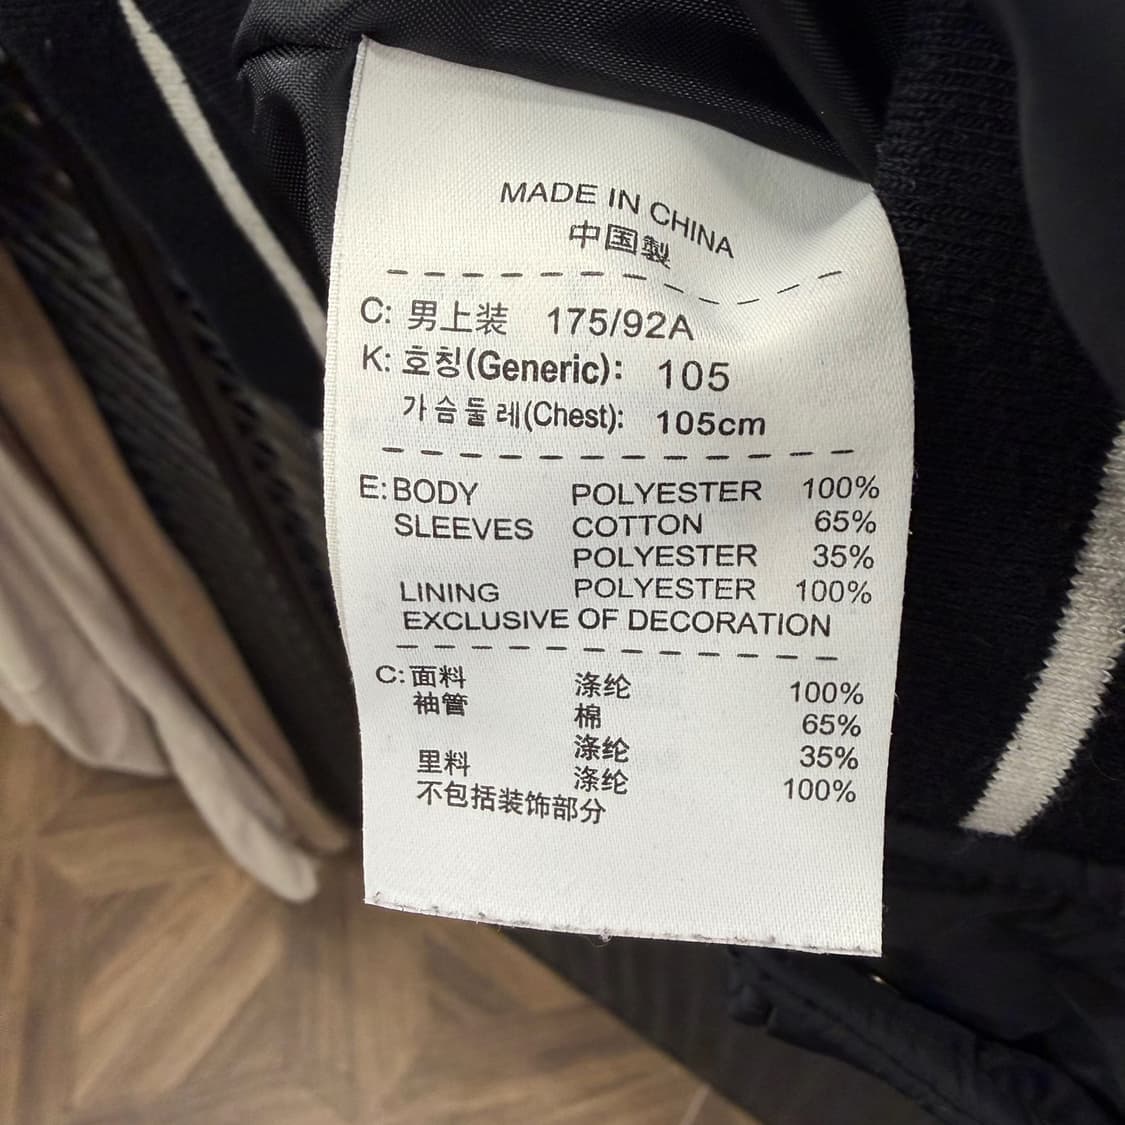 MADE IN CHINA
中国製
C: 男上装 175/92A
K: 호칭(Generic): 105
가슴둘레(Chest): 105cm
E: BODY POLYESTER 100%
SLEEVES COTTON 65%
POLYESTER 35%
LINING POLYESTER 100%
EXCLUSIVE OF DECORATION
C: 面料 涤纶 100%
袖管 棉 65%
涤纶 35%
里料 涤纶 100%
不包括装饰部分